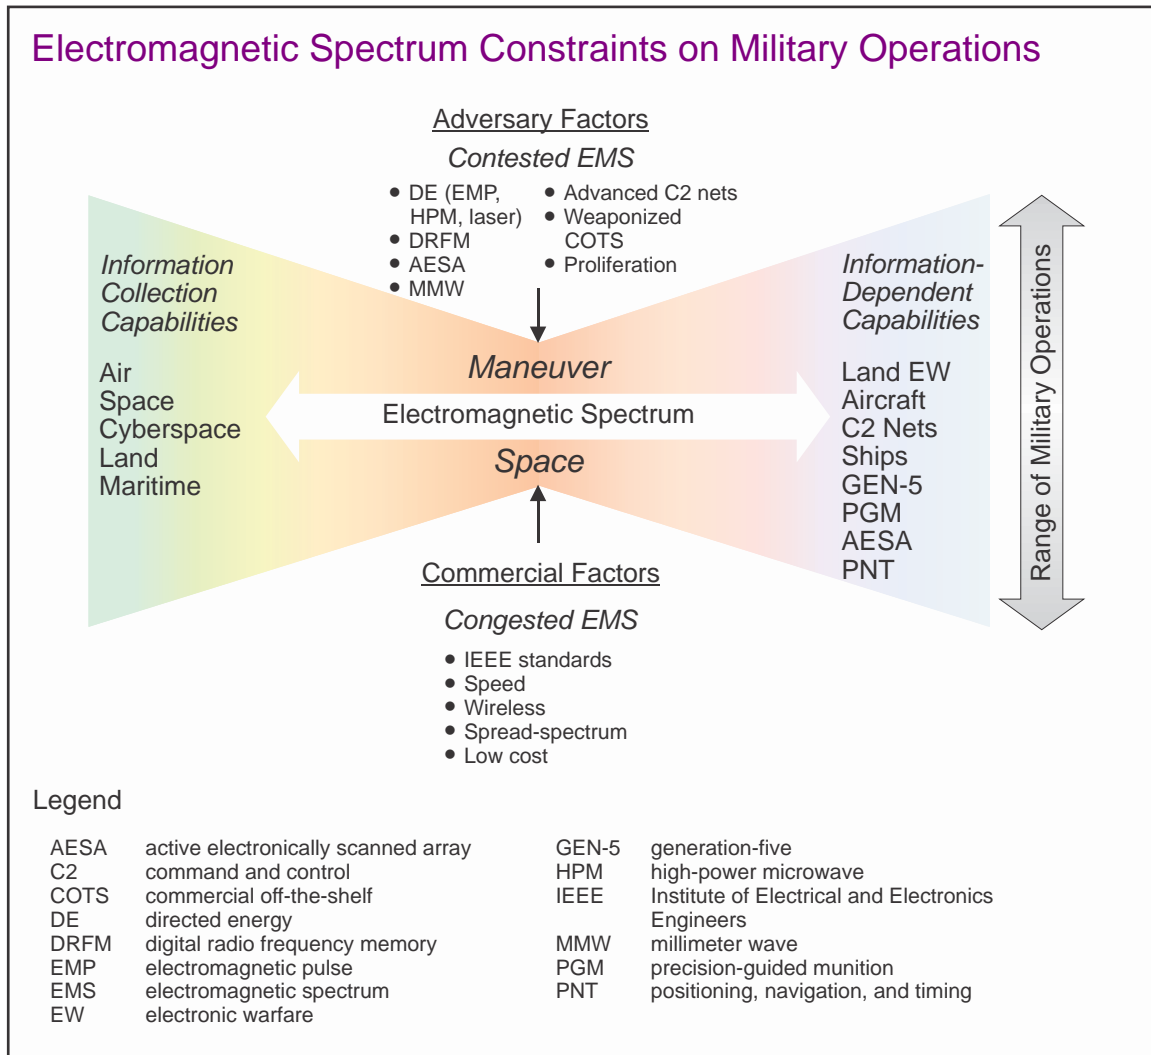 Electromagnetic Spectrum Constraints on Military Operations
Adversary Factors
Contested EMS
• DE (EMP,
HPM, laser)
• DRFM
• AESA
• MMW
• Advanced C2 nets
• Weaponized
COTS
• Proliferation
Information
Collection
Capabilities
Air
Space
Cyberspace
Land
Maritime
Maneuver
Electromagnetic Spectrum
Space
Information-
Dependent
Capabilities
Land EW
Aircraft
C2 Nets
Ships
GEN-5
PGM
AESA
PNT
Range of Military Operations
Commercial Factors
Congested EMS
• IEEE standards
• Speed
• Wireless
• Spread-spectrum
• Low cost
Legend
AESA active electronically scanned array
C2 command and control
COTS commercial off-the-shelf
DE directed energy
DRFM digital radio frequency memory
EMP electromagnetic pulse
EMS electromagnetic spectrum
EW electronic warfare
GEN-5 generation-five
HPM high-power microwave
IEEE Institute of Electrical and Electronics
Engineers
MMW millimeter wave
PGM precision-guided munition
PNT positioning, navigation, and timing